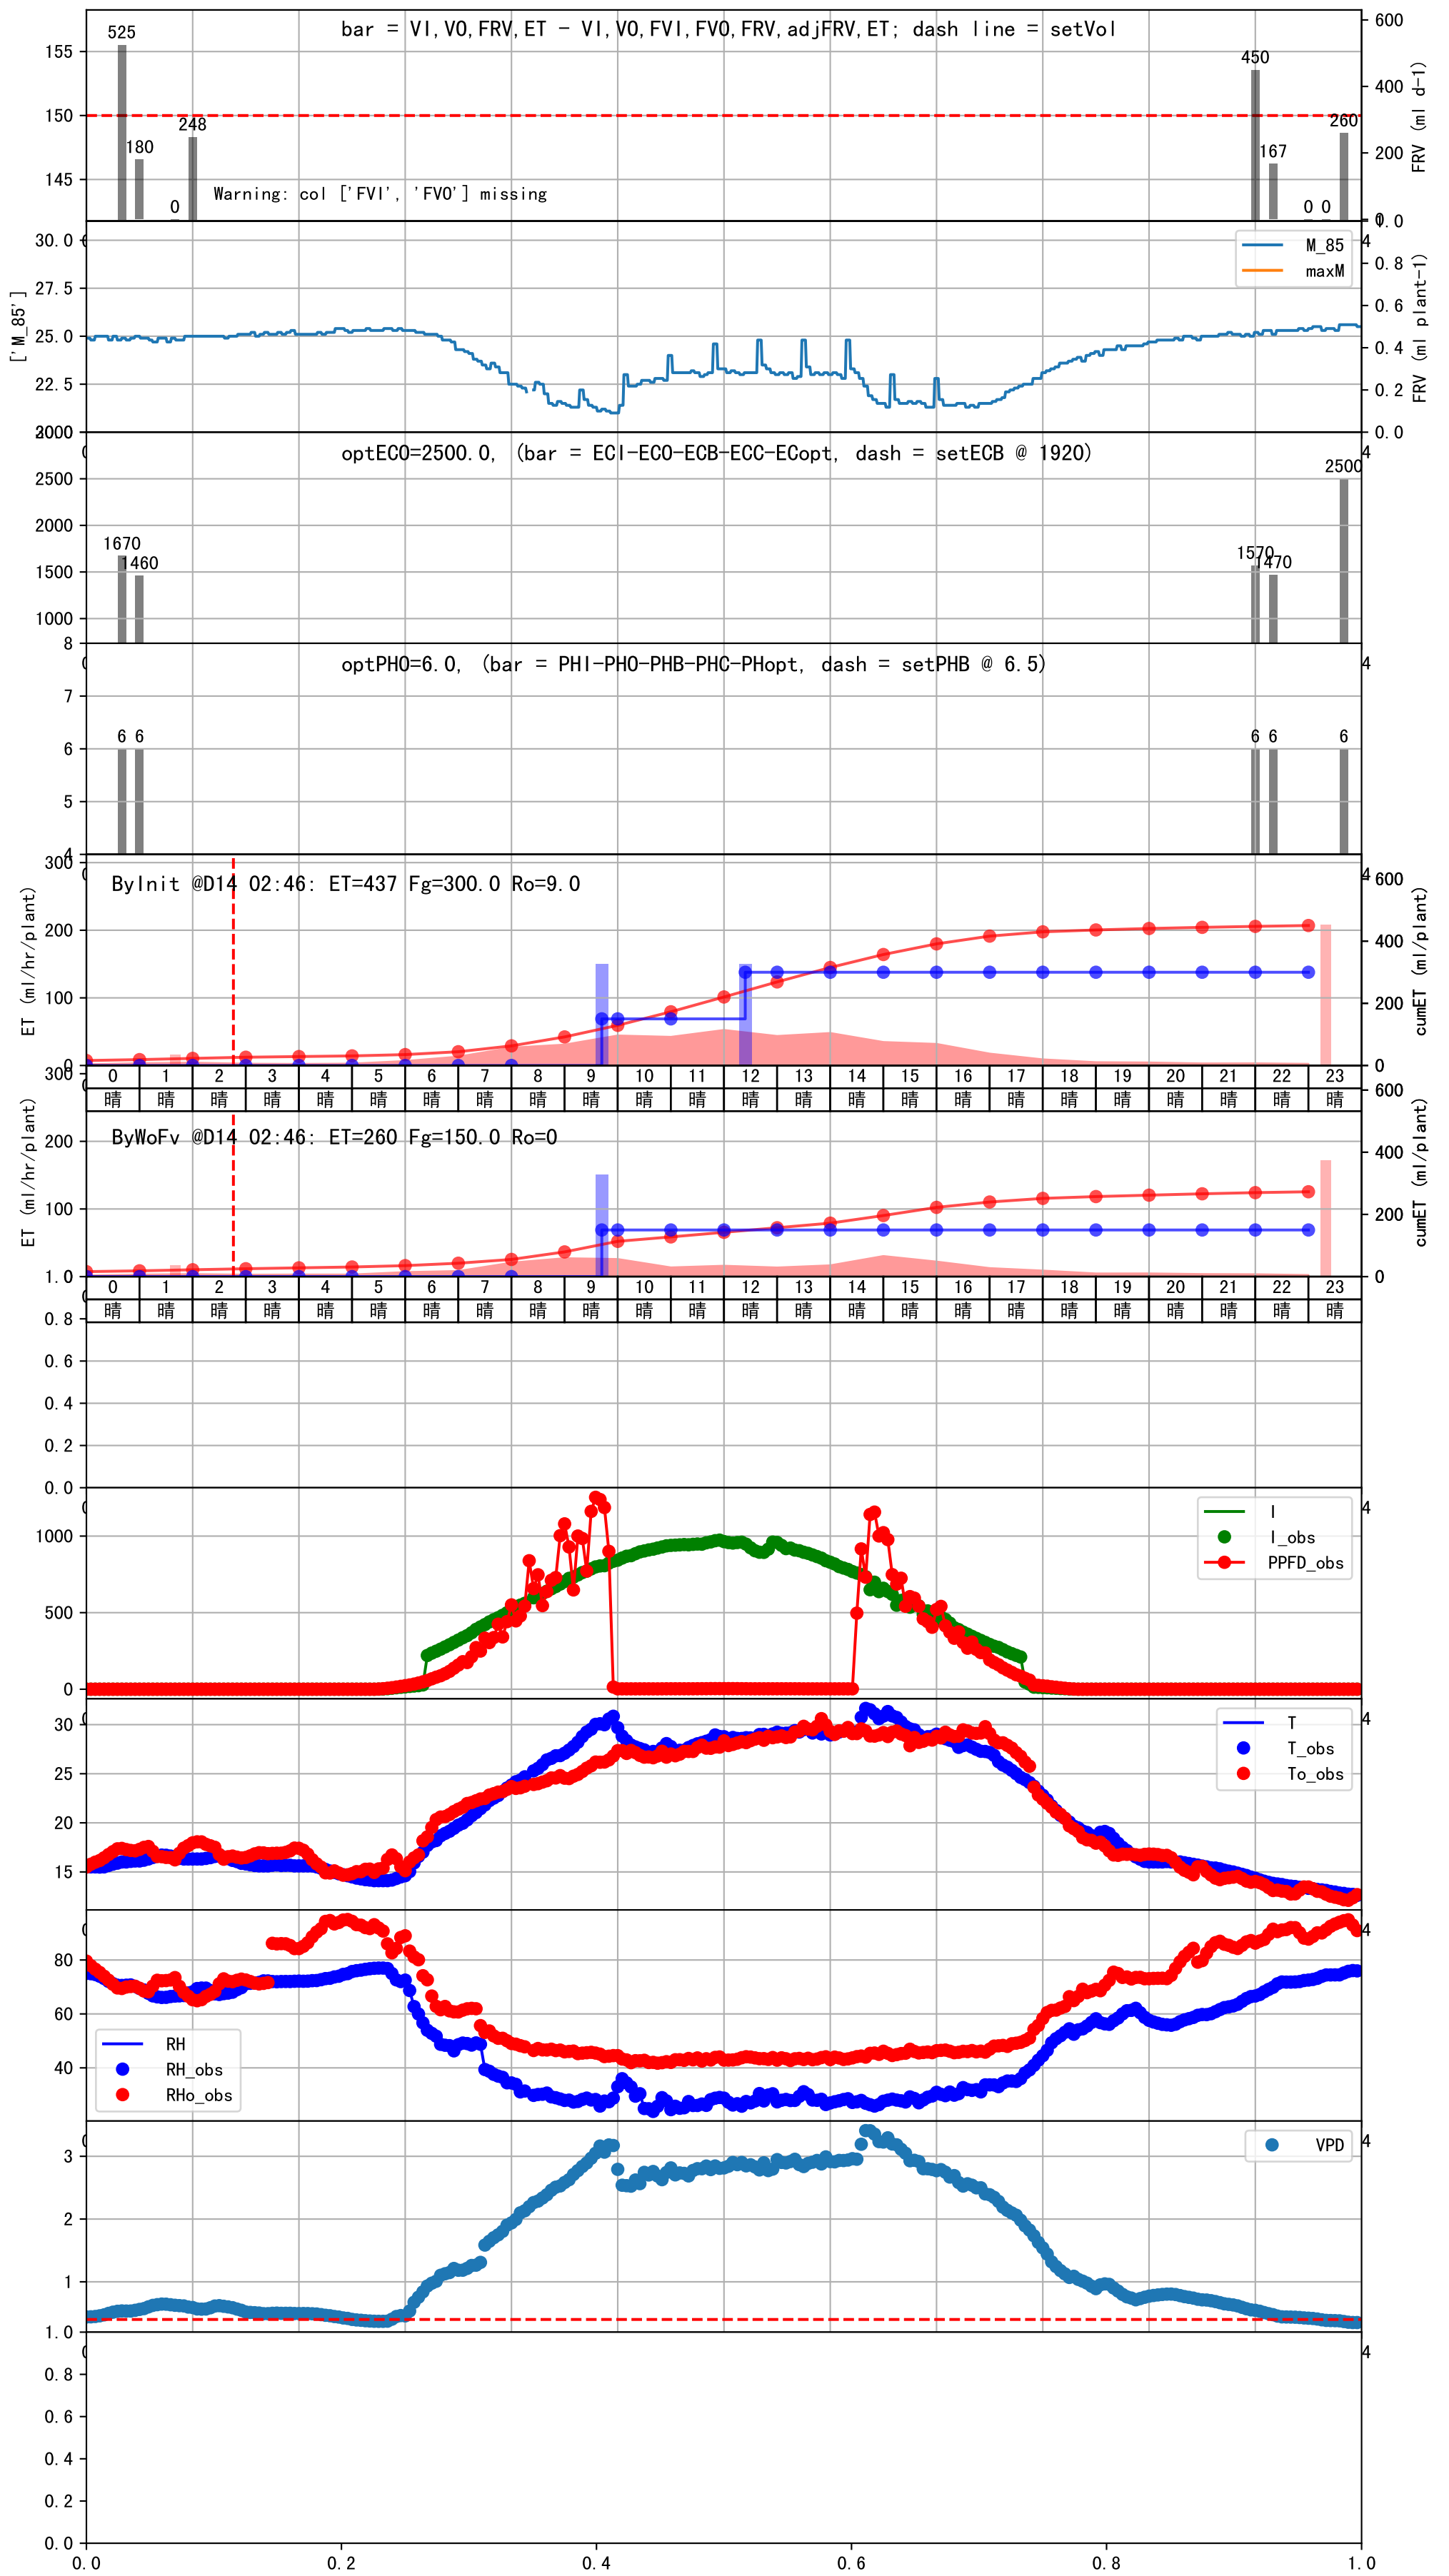 bar = VI,VO,FRV,ET - VI,VO,FVI,FVO,FRV,adjFRV,ET; dash line = setVol
525
180
0
248
450
167
0
0
260
155
150
145
600
400
200
0
FRV (ml d-1)
Warning: col ['FVI', 'FVO'] missing
['M_85']
30.0
27.5
25.0
22.5
M_85
maxM
1.0
0.8
0.6
0.4
0.2
0.0
FRV (ml plant-1)
optECO=2500.0, (bar = ECI-ECO-ECB-ECC-ECopt, dash = setECB @ 1920)
3000
2500
2000
1500
1000
1670
1460
1570
1470
2500
optPHO=6.0, (bar = PHI-PHO-PHB-PHC-PHopt, dash = setPHB @ 6.5)
8
7
6
5
4
6
6
6
6
6
ByInit @D14 02:46: ET=437 Fg=300.0 Ro=9.0
ET (ml/hr/plant)
300
200
100
0
600
400
200
0
cumET (ml/plant)
0 1 2 3 4 5 6 7 8 9 10 11 12 13 14 15 16 17 18 19 20 21 22 23
晴 晴 晴 晴 晴 晴 晴 晴 晴 晴 晴 晴 晴 晴 晴 晴 晴 晴 晴 晴 晴 晴 晴 晴
ByWoFv @D14 02:46: ET=260 Fg=150.0 Ro=0
ET (ml/hr/plant)
300
200
100
600
400
200
0
cumET (ml/plant)
0 1 2 3 4 5 6 7 8 9 10 11 12 13 14 15 16 17 18 19 20 21 22 23
晴 晴 晴 晴 晴 晴 晴 晴 晴 晴 晴 晴 晴 晴 晴 晴 晴 晴 晴 晴 晴 晴 晴 晴
1.0
0.8
0.6
0.4
0.2
0.0
1000
500
0
I
I_obs
PPFD_obs
30
25
20
15
T
T_obs
To_obs
80
60
40
RH
RH_obs
RHo_obs
3
2
1
VPD
1.0
0.8
0.6
0.4
0.2
0.0
0.0 0.2 0.4 0.6 0.8 1.0